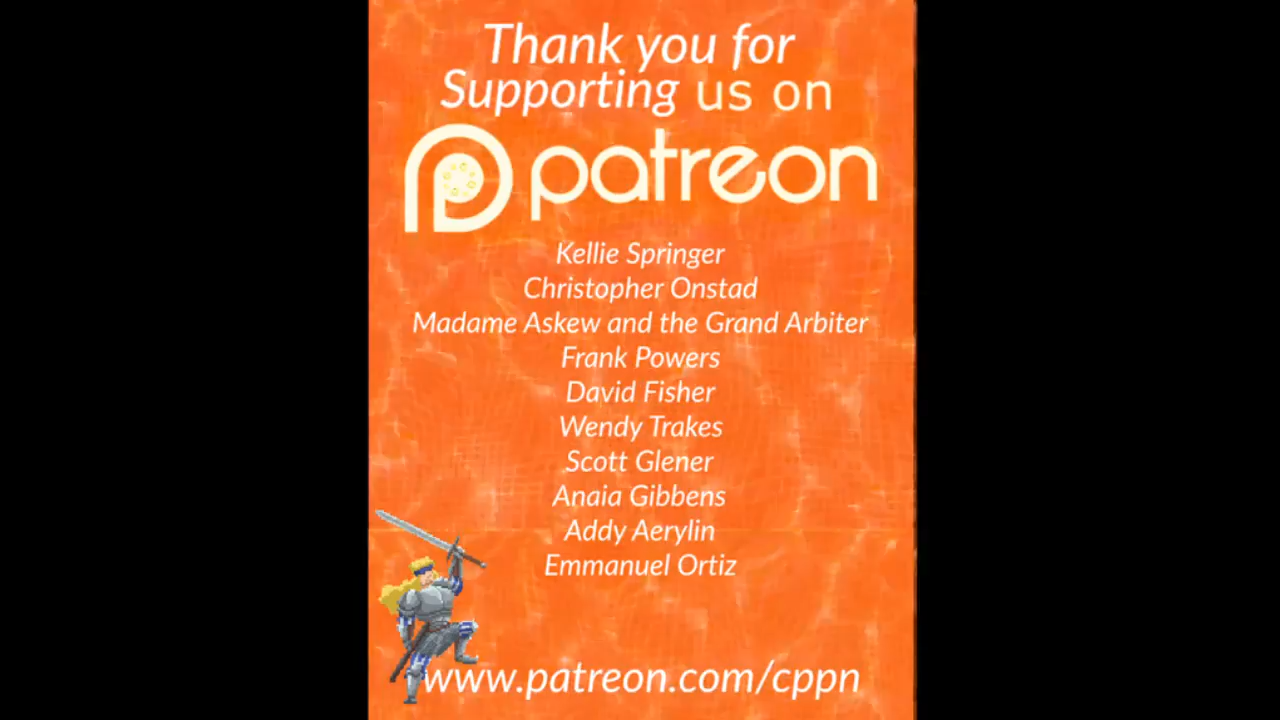 Thank you for
Supporting us on
patreon
Kellie Springer
Christopher Onstad
Madame Askew and the Grand Arbiter
Frank Powers
David Fisher
Wendy Trakes
Scott Glener
Anaia Gibbens
Addy Aerylin
Emmanuel Ortiz
www.patreon.com/cppn